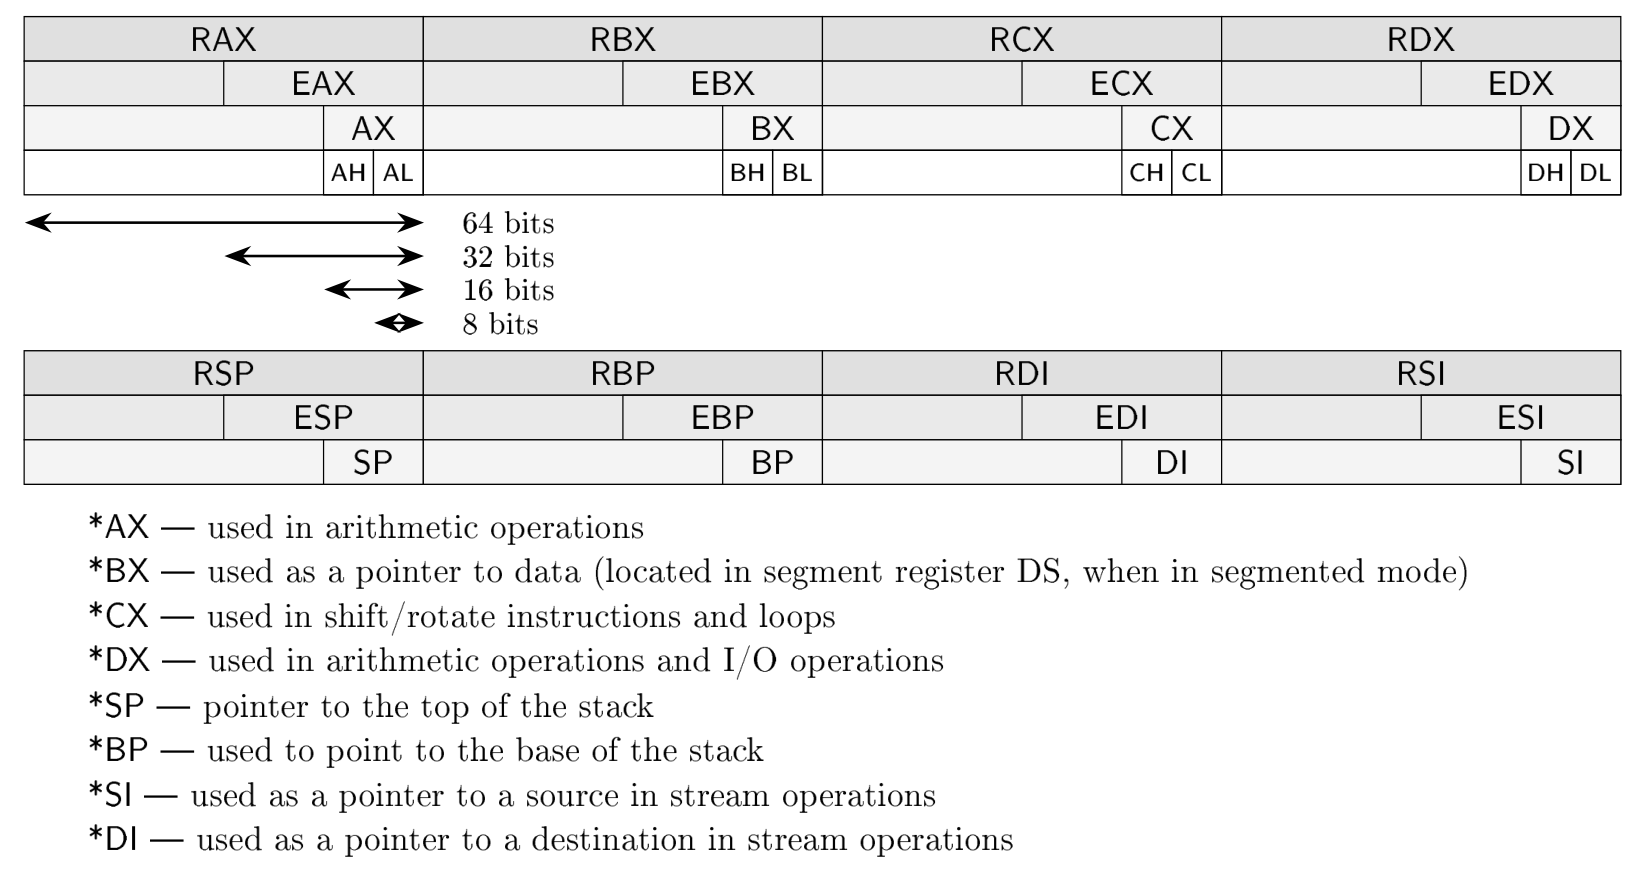 RAX RBX RCX RDX
EAX EBX ECX EDX
AX BX CX DX
AH AL BH BL CH CL DH DL
64 bits
32 bits
16 bits
8 bits
RSP RBP RDI RSI
ESP EBP EDI ESI
SP BP DI SI
*AX — used in arithmetic operations
*BX — used as a pointer to data (located in segment register DS, when in segmented mode)
*CX — used in shift/rotate instructions and loops
*DX — used in arithmetic operations and I/O operations
*SP — pointer to the top of the stack
*BP — used to point to the base of the stack
*SI — used as a pointer to a source in stream operations
*DI — used as a pointer to a destination in stream operations